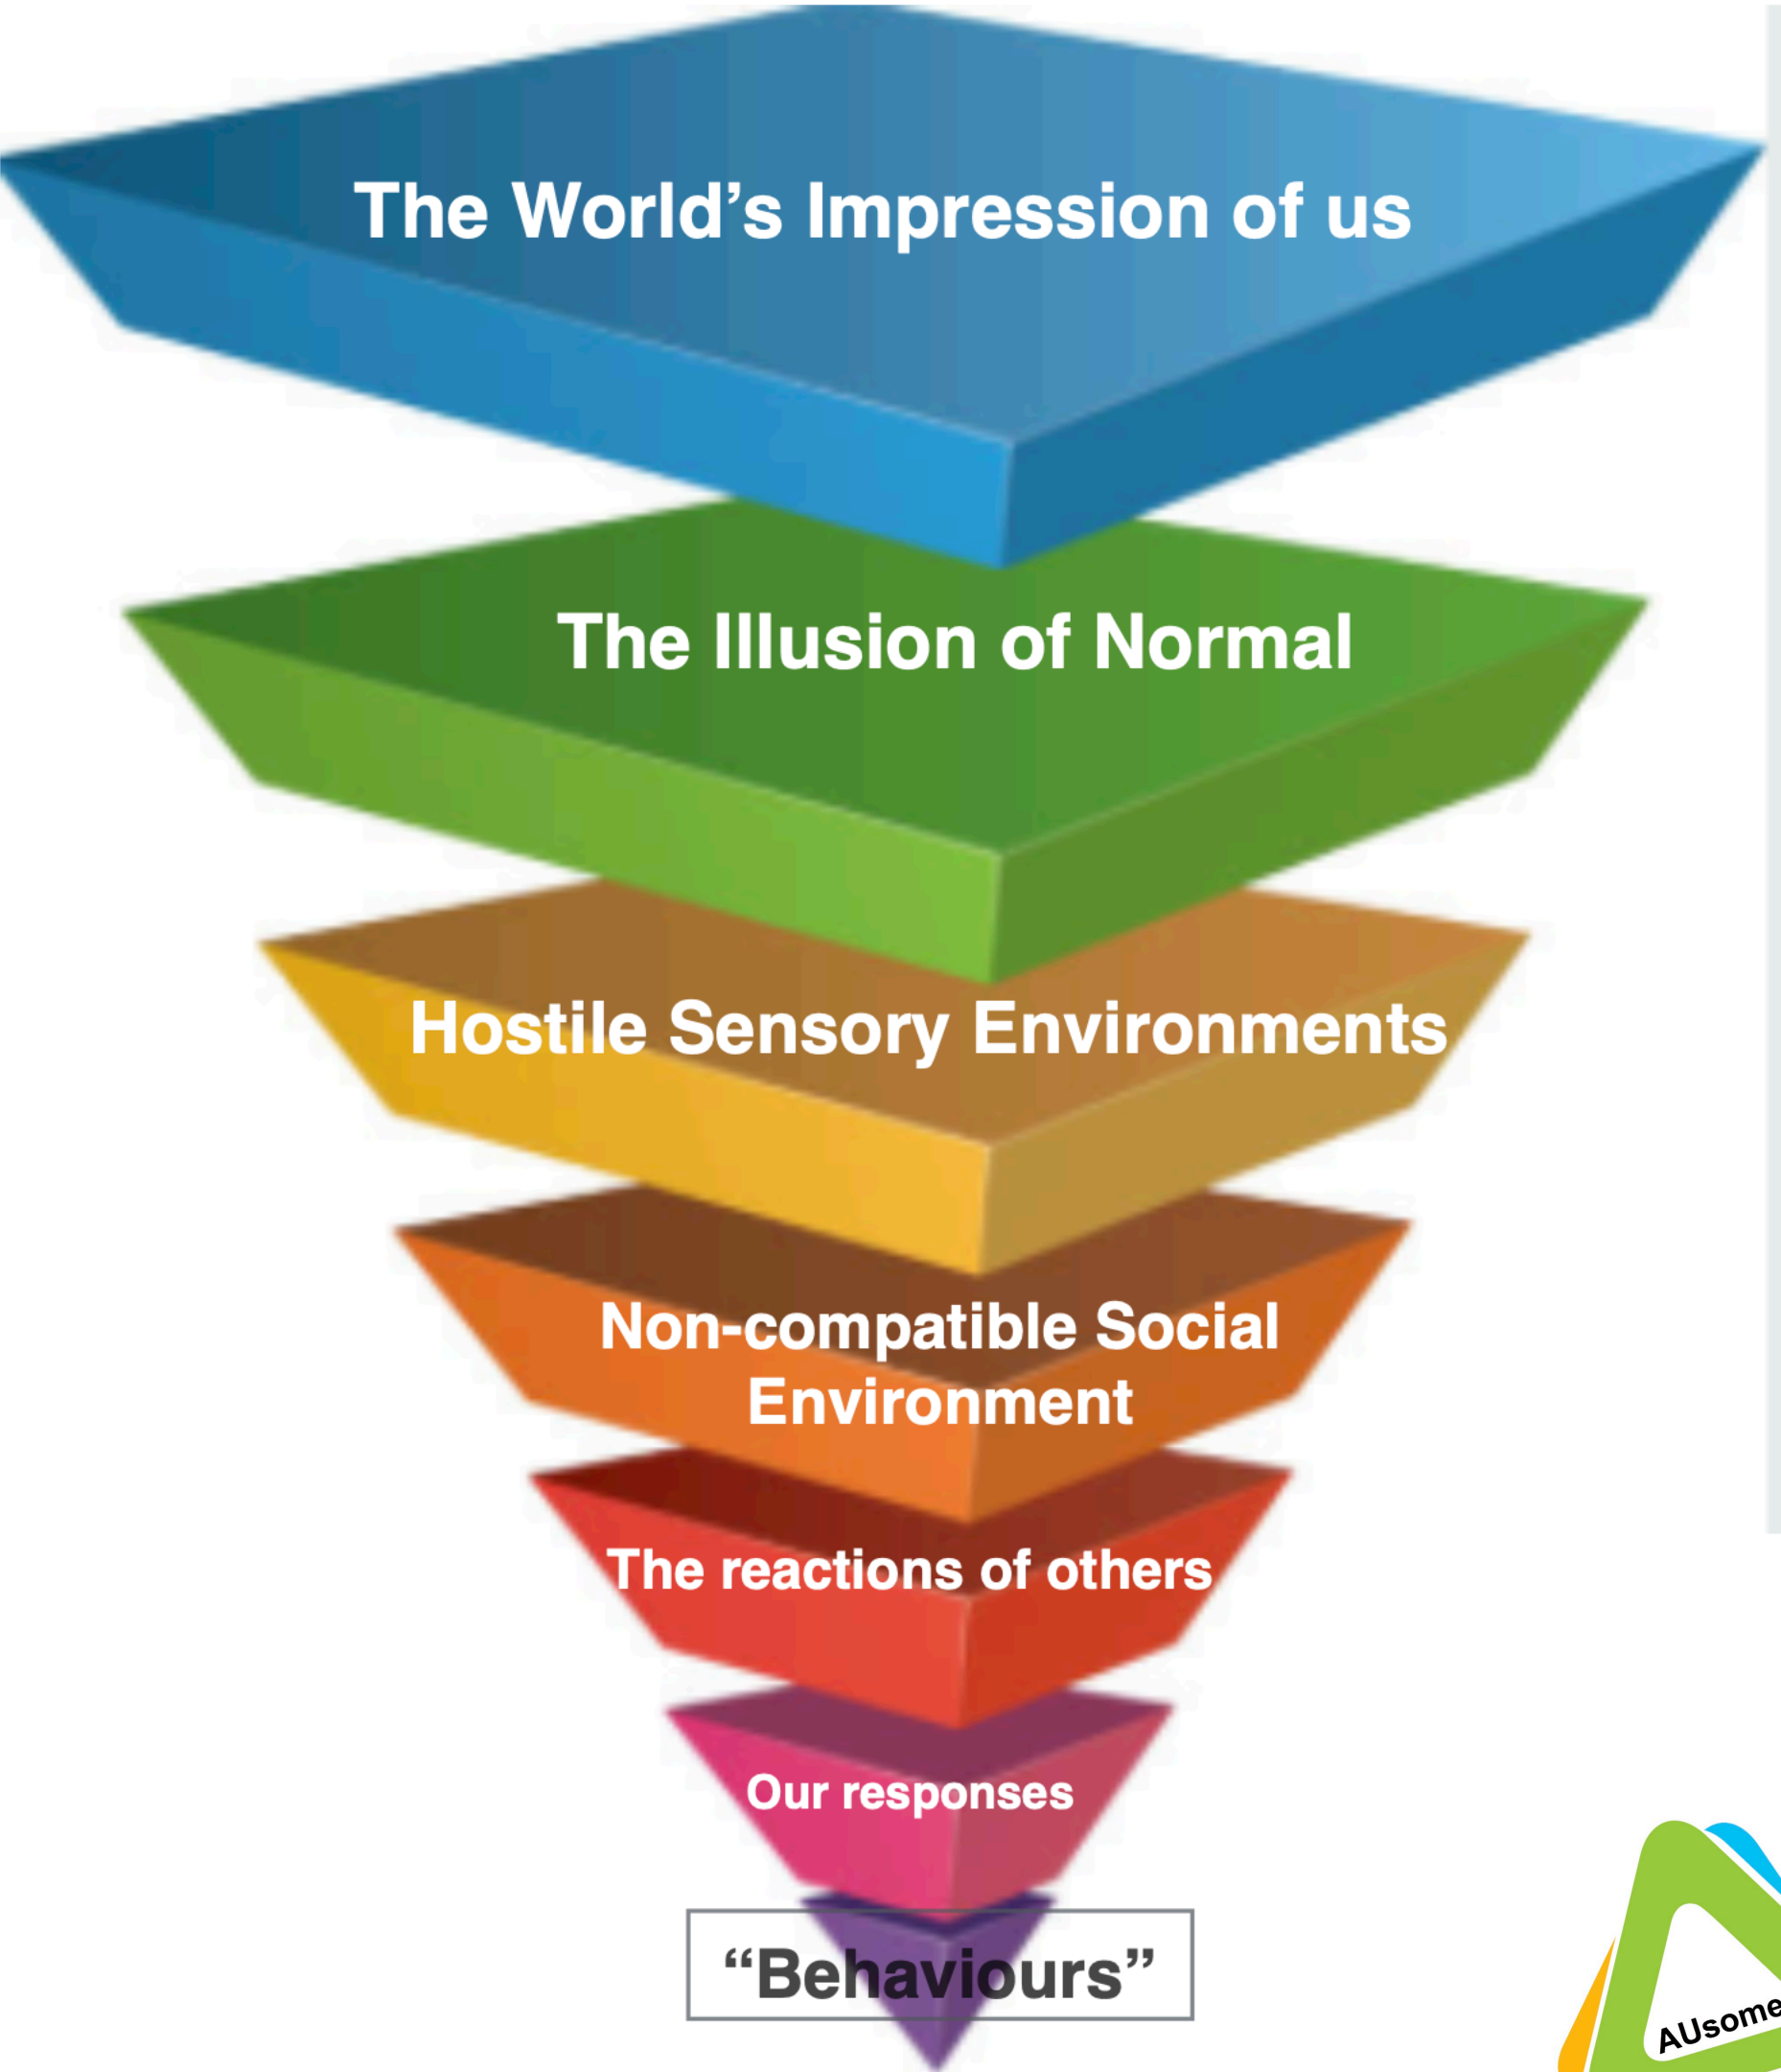 The World’s Impression of us
The Illusion of Normal
Hostile Sensory Environments
Non-compatible Social
Environment
The reactions of others
Our responses
“Behaviours”
AUsome